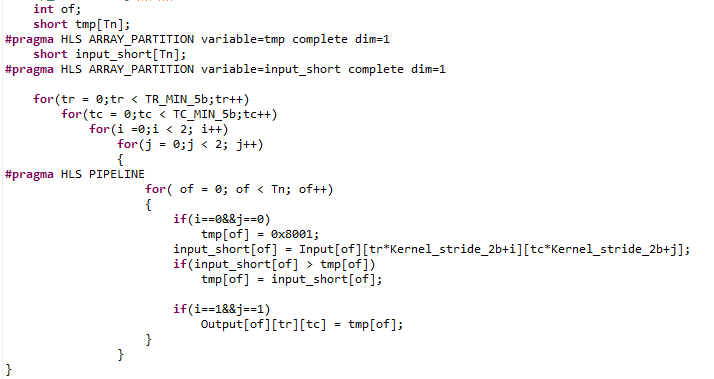 int of;
short tmp[Tn];
#pragma HLS ARRAY_PARTITION variable=tmp complete dim=1
short input_short[Tn];
#pragma HLS ARRAY_PARTITION variable=input_short complete dim=1
for(tr = 0;tr < TR_MIN_5b;tr++)
for(tc = 0;tc < TC_MIN_5b;tc++)
for(i =0;i < 2; i++)
for(j = 0;j < 2; j++)
{
#pragma HLS PIPELINE
for( of = 0; of < Tn; of++)
{
if(i==0&&j==0)
tmp[of] = 0x8001;
input_short[of] = Input[of][tr*Kernel_stride_2b+i][tc*Kernel_stride_2b+j];
if(input_short[of] > tmp[of])
tmp[of] = input_short[of];
if(i==1&&j==1)
Output[of][tr][tc] = tmp[of];
}
}
}